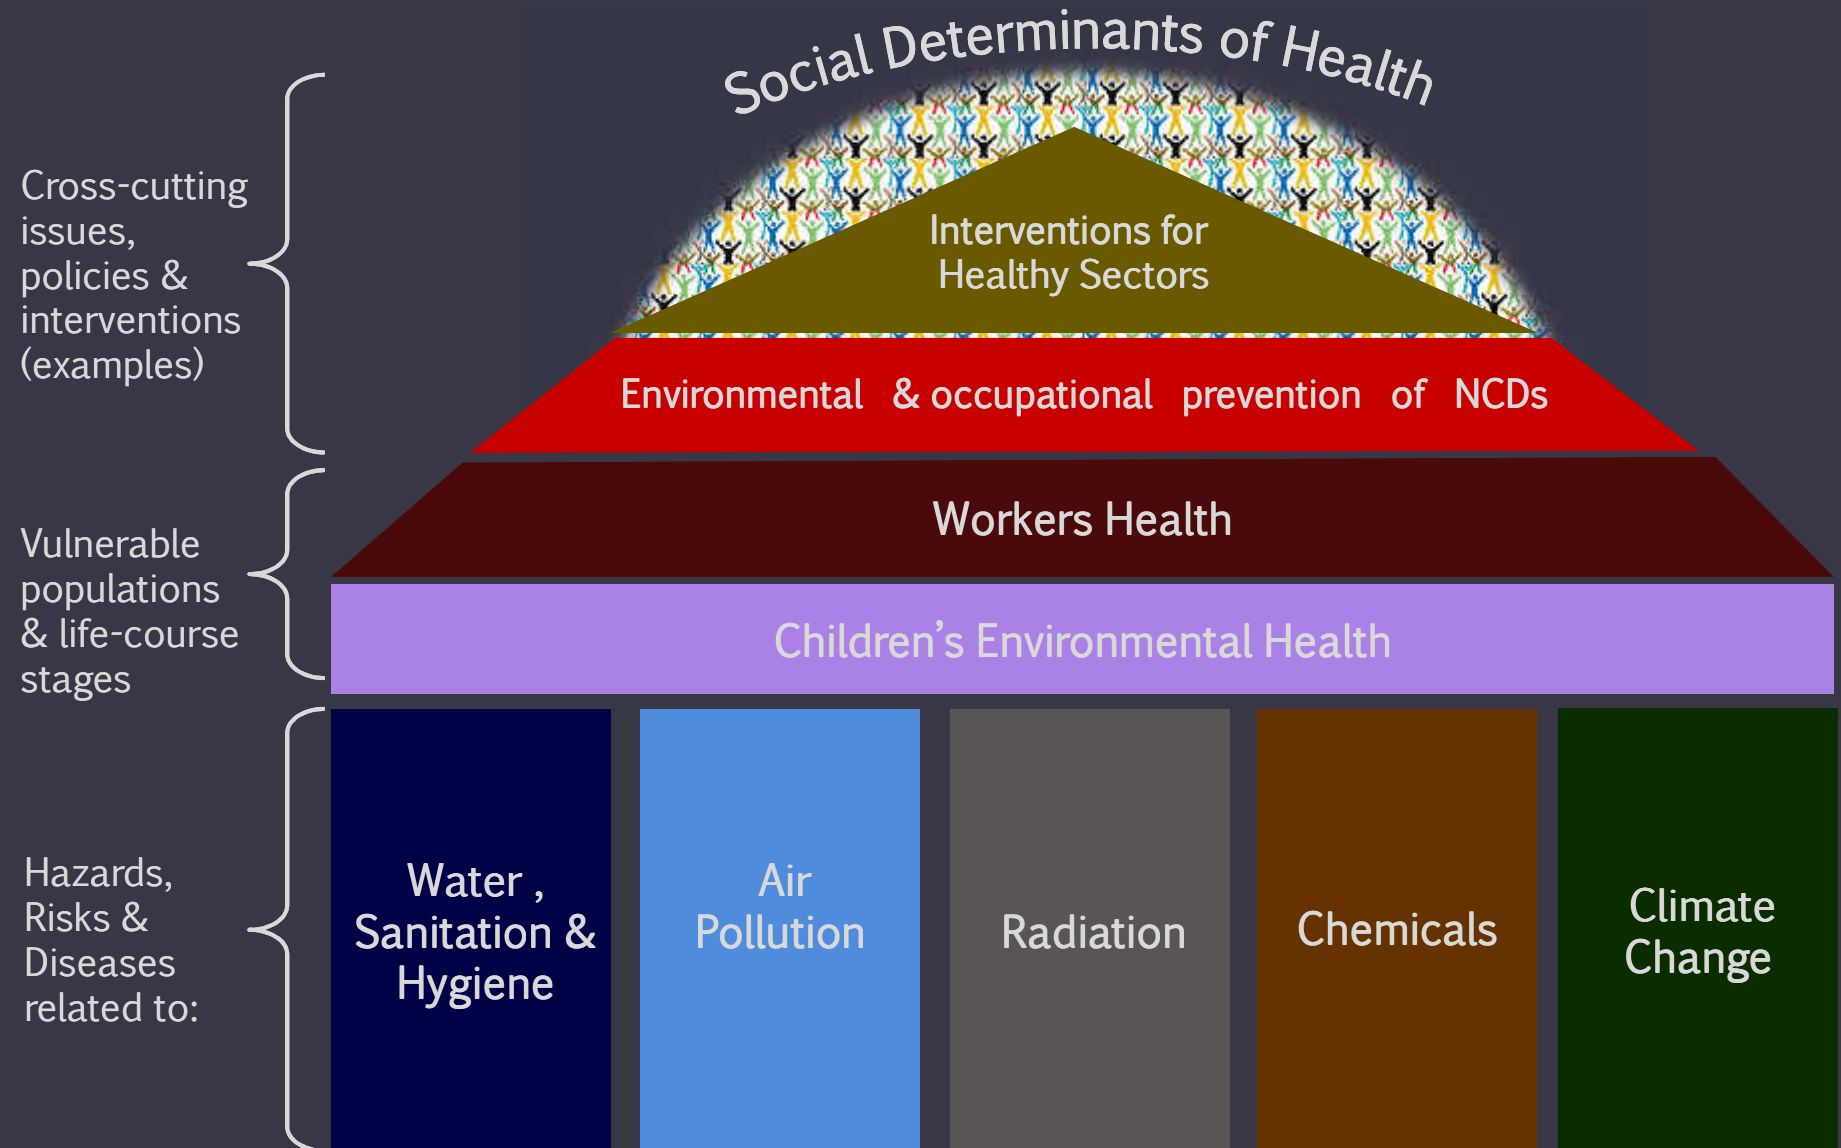 Social Determinants of Health
Cross-cutting
issues,
policies &
interventions
(examples)
Interventions for
Healthy Sectors
Environmental & occupational prevention of NCDs
Vulnerable
populations
& life-course
stages
Workers Health
Children’s Environmental Health
Hazards,
Risks &
Diseases
related to:
Water ,
Sanitation &
Hygiene
Air
Pollution
Radiation
Chemicals
Climate
Change